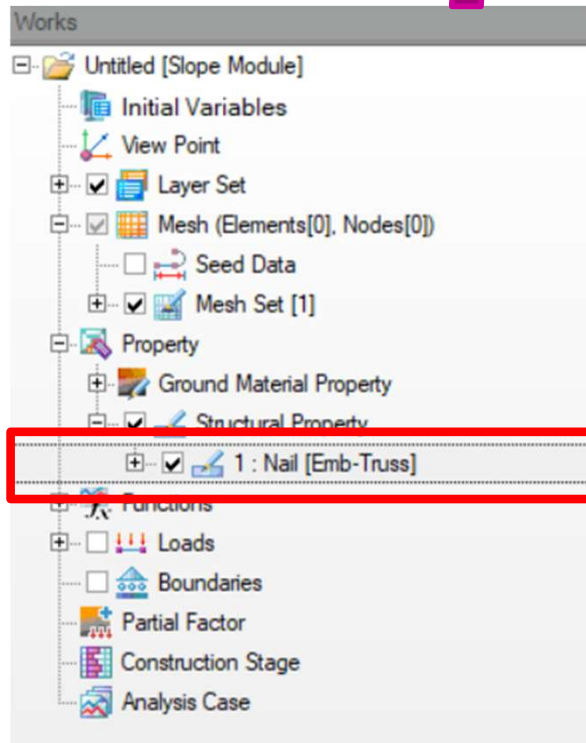 Works
Untitled [Slope Module]
Initial Variables
View Point
Layer Set
Mesh (Elements[0], Nodes[0])
Seed Data
Mesh Set [1]
Property
Ground Material Property
Structural Property
1 : Nail [Emb-Truss]
Functions
Loads
Boundaries
Partial Factor
Construction Stage
Analysis Case